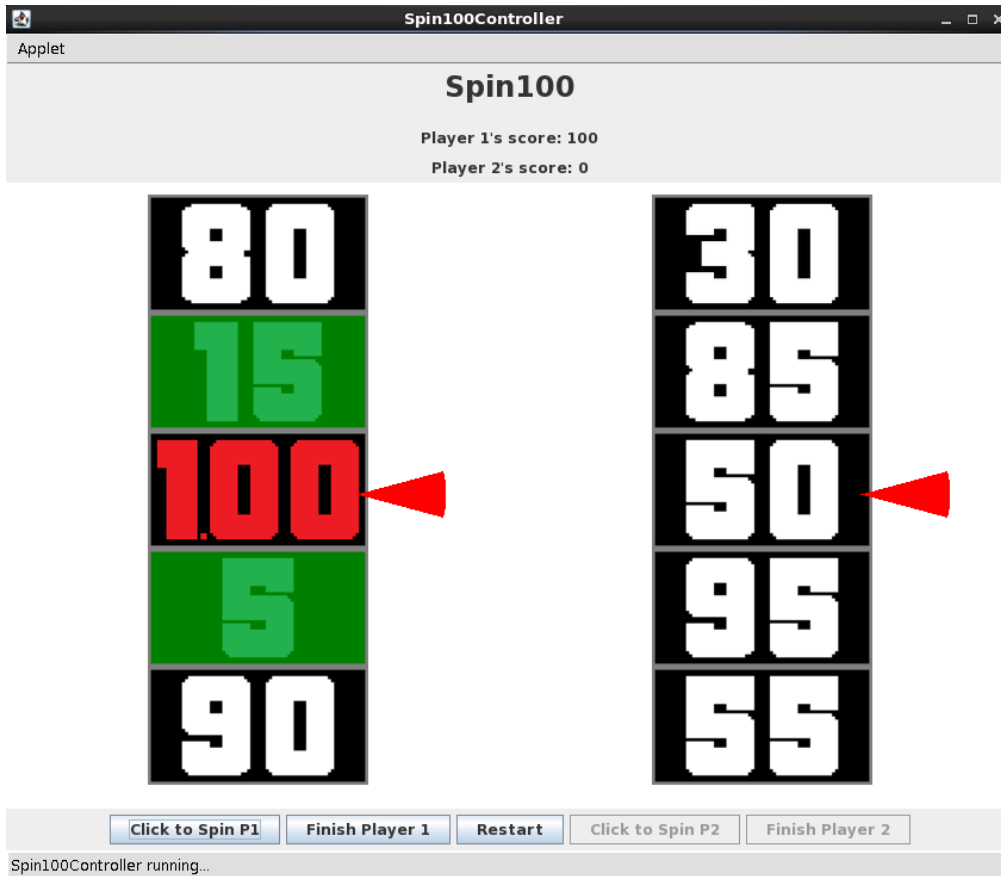 Spin100Controller
Applet
Spin100
Player 1's score: 100
Player 2's score: 0
80 30
15 85
1.00 50
5 95
90 55
Click to Spin P1 Finish Player 1 Restart Click to Spin P2 Finish Player 2
Spin100Controller running...